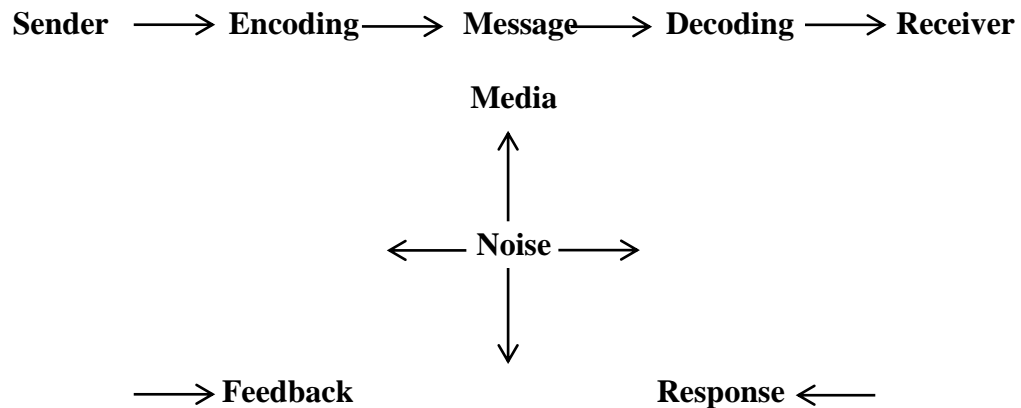 Sender Encoding Message Decoding Receiver
Media
Noise
Feedback Response